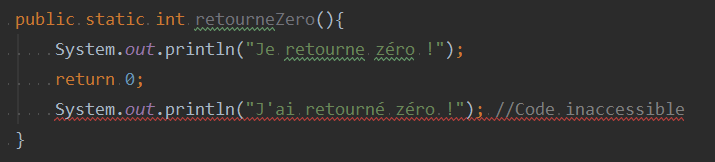 public static int retourneZero(){
System.out.println("Je retourne zéro !");
return 0;
System.out.println("J'ai retourné zéro !"); //Code inaccessible
}